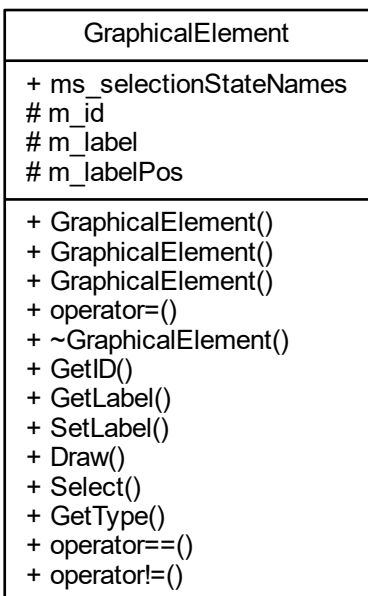 GraphicalElement
+ ms_selectionStateNames
# m_id
# m_label
# m_labelPos
+ GraphicalElement()
+ GraphicalElement()
+ GraphicalElement()
+ operator=()
+ ~GraphicalElement()
+ GetID()
+ GetLabel()
+ SetLabel()
+ Draw()
+ Select()
+ GetType()
+ operator==()
+ operator!=()